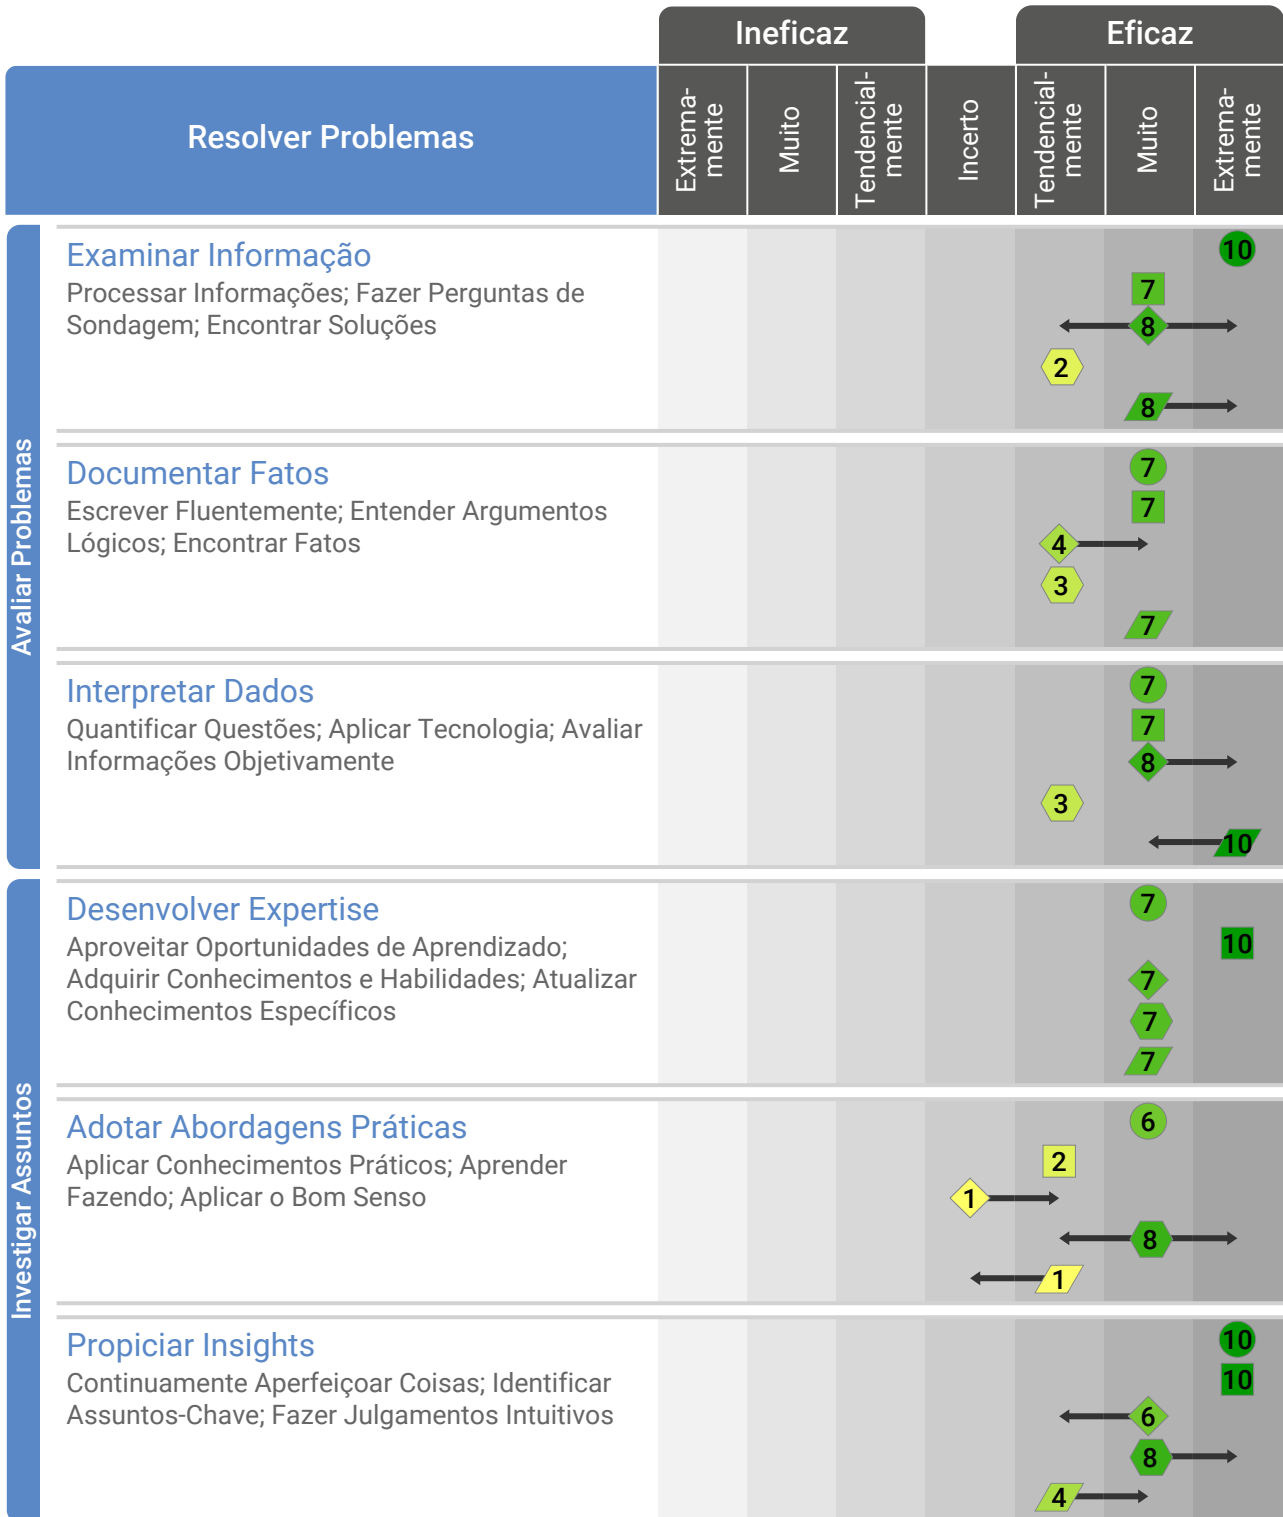 Ineficaz
Eficaz
Resolver Problemas
Extrema-
mente
Muito
Tendencial-
mente
Incerto
Tendencial-
mente
Muito
Extrema-
mente
Avaliar Problemas
Examinar Informação
Processar Informações; Fazer Perguntas de
Sondagem; Encontrar Soluções
10
7
8
2
8
Documentar Fatos
Escrever Fluentemente; Entender Argumentos
Lógicos; Encontrar Fatos
7
7
4
3
7
Interpretar Dados
Quantificar Questões; Aplicar Tecnologia; Avaliar
Informações Objetivamente
7
7
8
3
10
Investigar Assuntos
Desenvolver Expertise
Aproveitar Oportunidades de Aprendizado;
Adquirir Conhecimentos e Habilidades; Atualizar
Conhecimentos Específicos
7
10
7
7
7
Adotar Abordagens Práticas
Aplicar Conhecimentos Práticos; Aprender
Fazendo; Aplicar o Bom Senso
6
2
1
8
1
Propiciar Insights
Continuamente Aperfeiçoar Coisas; Identificar
Assuntos-Chave; Fazer Julgamentos Intuitivos
10
10
6
8
4